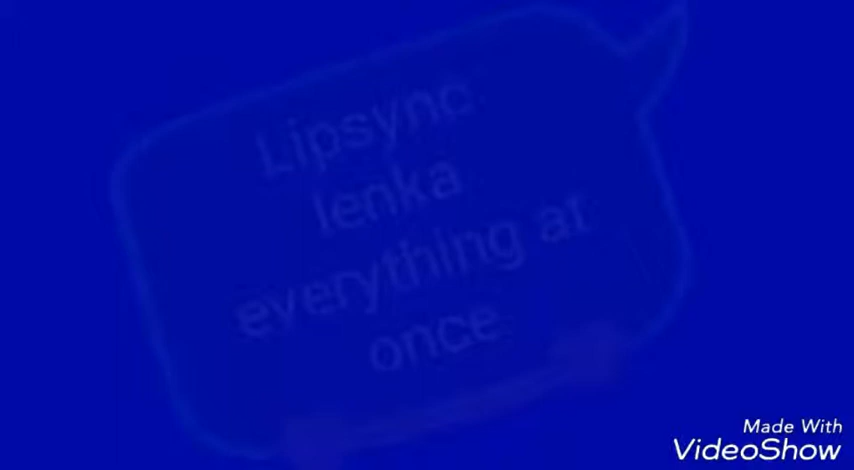 Lipsync
lenka
everything at
once
Made With
VideoShow